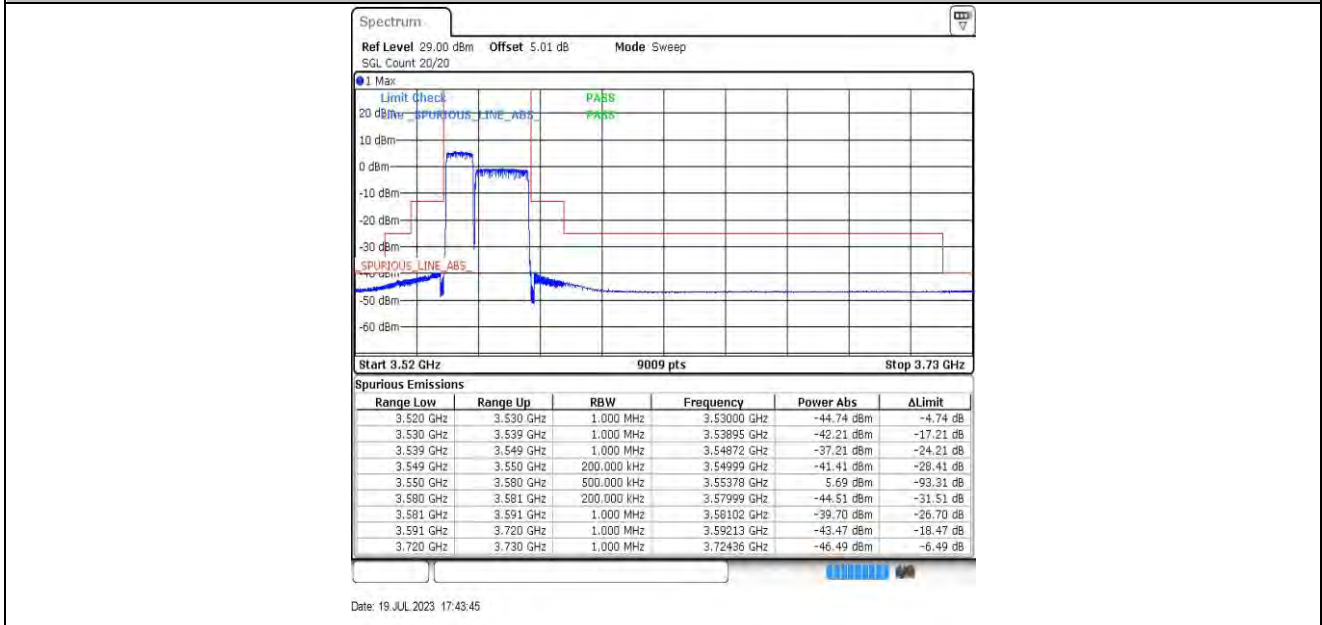 Spectrum
Ref Level 29.00 dBm Offset 5.01 dB Mode Sweep
SGL Count 20/20
1 Max
Limit Check PASS
20 dBm Line _SPURIOUS_LINE_ABS_ PASS
10 dBm
0 dBm
-10 dBm
-20 dBm
-30 dBm
_SPURIOUS_LINE_ABS_
-40 dBm
-50 dBm
-60 dBm
Start 3.52 GHz 9009 pts Stop 3.73 GHz
Spurious Emissions
Range Low Range Up RBW Frequency Power Abs ΔLimit
3.520 GHz 3.530 GHz 1.000 MHz 3.53000 GHz -44.74 dBm -4.74 dB
3.530 GHz 3.539 GHz 1.000 MHz 3.53895 GHz -42.21 dBm -17.21 dB
3.539 GHz 3.549 GHz 1.000 MHz 3.54872 GHz -37.21 dBm -24.21 dB
3.549 GHz 3.550 GHz 200.000 kHz 3.54999 GHz -41.41 dBm -28.41 dB
3.550 GHz 3.580 GHz 500.000 kHz 3.55378 GHz 5.69 dBm -93.31 dB
3.580 GHz 3.581 GHz 200.000 kHz 3.57999 GHz -44.51 dBm -31.51 dB
3.581 GHz 3.591 GHz 1.000 MHz 3.58102 GHz -39.70 dBm -26.70 dB
3.591 GHz 3.720 GHz 1.000 MHz 3.59213 GHz -43.47 dBm -18.47 dB
3.720 GHz 3.730 GHz 1.000 MHz 3.72436 GHz -46.49 dBm -6.49 dB
Date: 19.JUL.2023 17:43:45